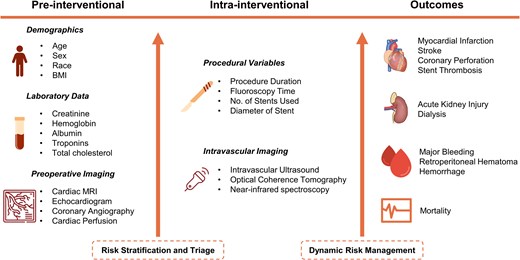 Pre-interventional
Intra-interventional
Outcomes
Demographics
• Age
• Sex
• Race
• BMI
Laboratory Data
• Creatinine
• Hemoglobin
• Albumin
• Troponins
• Total cholesterol
Preoperative Imaging
• Cardiac MRI
• Echocardiogram
• Coronary Angiography
• Cardiac Perfusion
Procedural Variables
• Procedure Duration
• Fluoroscopy Time
• No. of Stents Used
• Diameter of Stent
Intravascular Imaging
• Intravascular Ultrasound
• Optical Coherence Tomography
• Near-infrared spectroscopy
Myocardial Infarction
Stroke
Coronary Perforation
Stent Thrombosis
Acute Kidney Injury
Dialysis
Major Bleeding
Retroperitoneal Hematoma
Hemorrhage
Mortality
Risk Stratification and Triage
Dynamic Risk Management